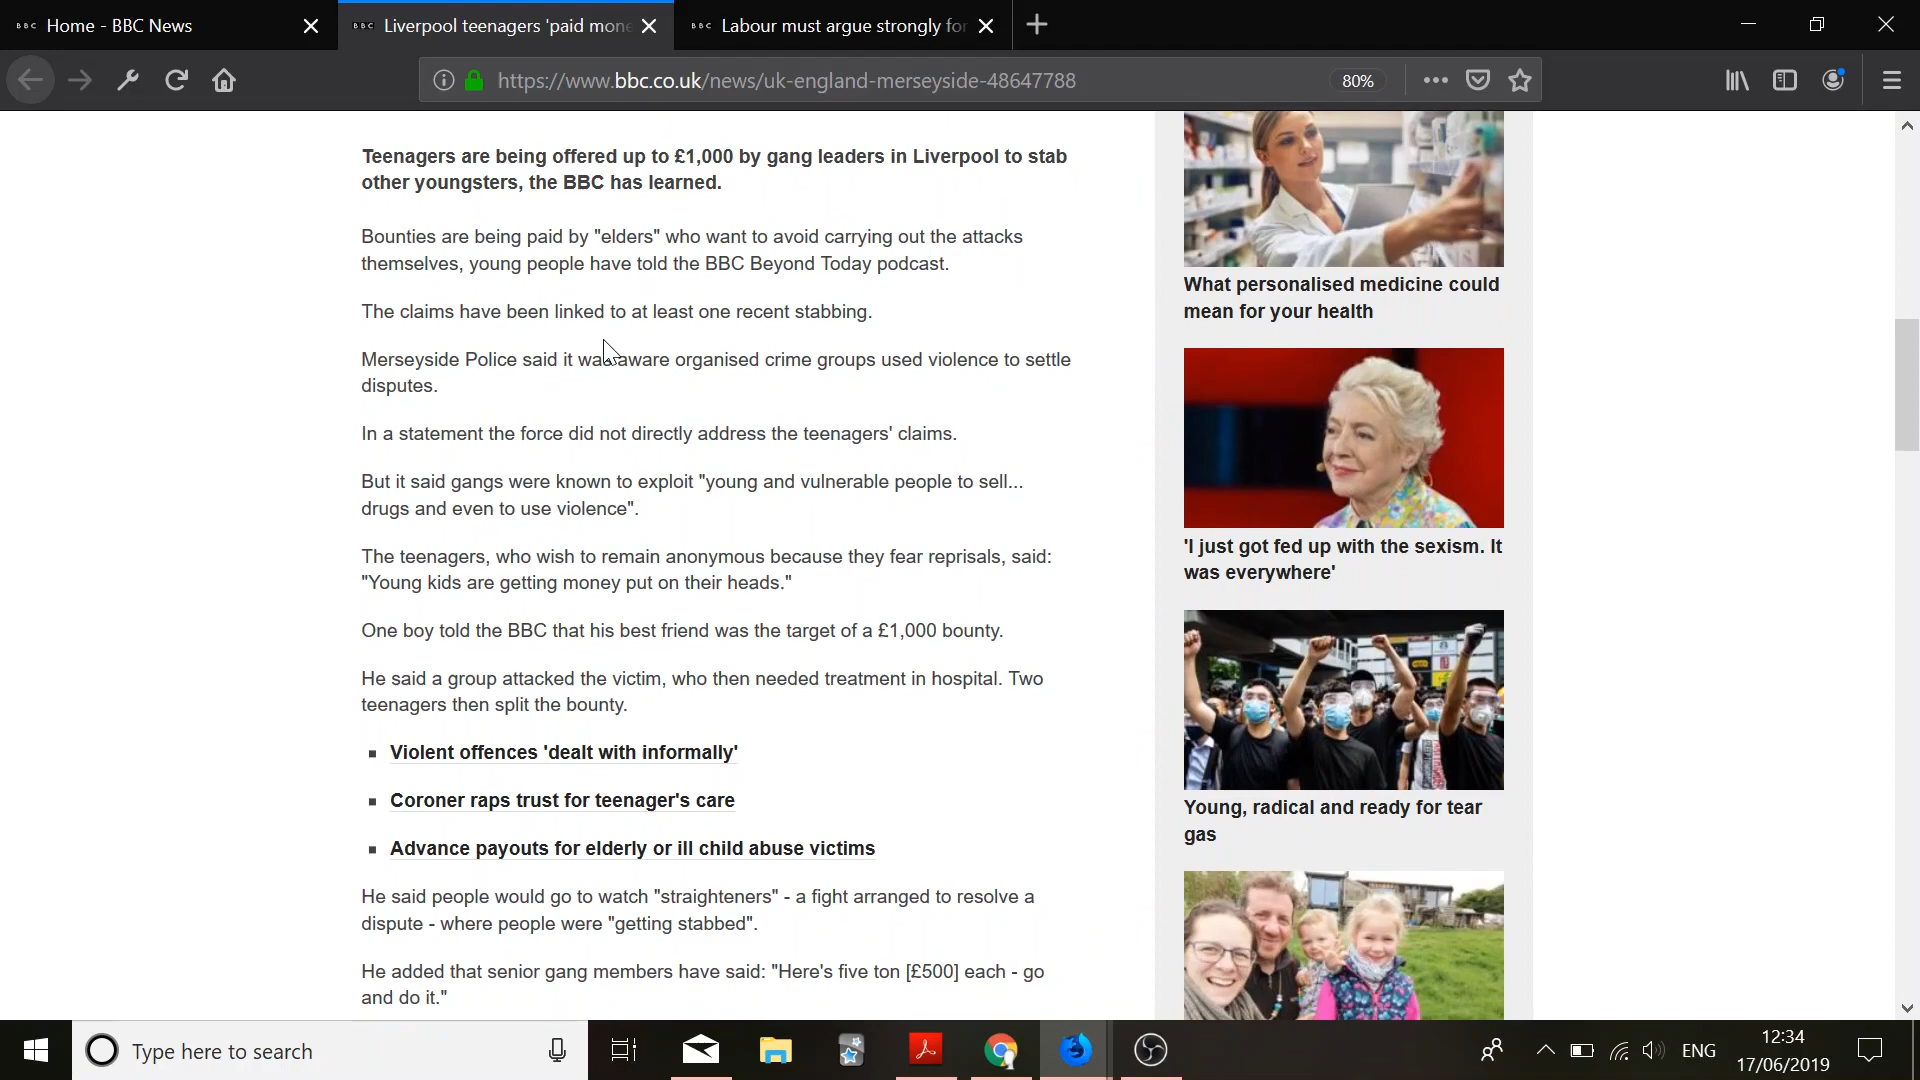 BBC Home - BBC News
BBC Liverpool teenagers 'paid mone
BBC Labour must argue strongly for
https://www.bbc.co.uk/news/uk-england-merseyside-48647788
80%
Teenagers are being offered up to £1,000 by gang leaders in Liverpool to stab
other youngsters, the BBC has learned.
Bounties are being paid by "elders" who want to avoid carrying out the attacks
themselves, young people have told the BBC Beyond Today podcast.
The claims have been linked to at least one recent stabbing.
Merseyside Police said it was aware organised crime groups used violence to settle
disputes.
In a statement the force did not directly address the teenagers' claims.
But it said gangs were known to exploit "young and vulnerable people to sell...
drugs and even to use violence".
The teenagers, who wish to remain anonymous because they fear reprisals, said:
"Young kids are getting money put on their heads."
One boy told the BBC that his best friend was the target of a £1,000 bounty.
He said a group attacked the victim, who then needed treatment in hospital. Two
teenagers then split the bounty.
Violent offences 'dealt with informally'
Coroner raps trust for teenager's care
Advance payouts for elderly or ill child abuse victims
He said people would go to watch "straighteners" - a fight arranged to resolve a
dispute - where people were "getting stabbed".
He added that senior gang members have said: "Here's five ton [£500] each - go
and do it."
What personalised medicine could
mean for your health
'I just got fed up with the sexism. It
was everywhere'
Young, radical and ready for tear
gas
Type here to search
ENG
12:34
17/06/2019